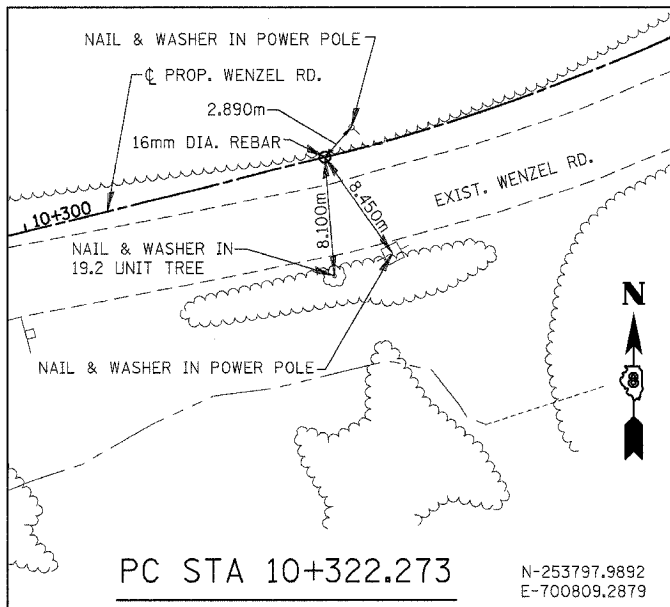 NAIL & WASHER IN POWER POLE
℄ PROP. WENZEL RD.
2.890m
16mm DIA. REBAR
EXIST. WENZEL RD.
10+300
8.100m
8.450m
NAIL & WASHER IN
19.2 UNIT TREE
N
8
NAIL & WASHER IN POWER POLE
PC STA 10+322.273
N-253797.9892
E-700809.2879